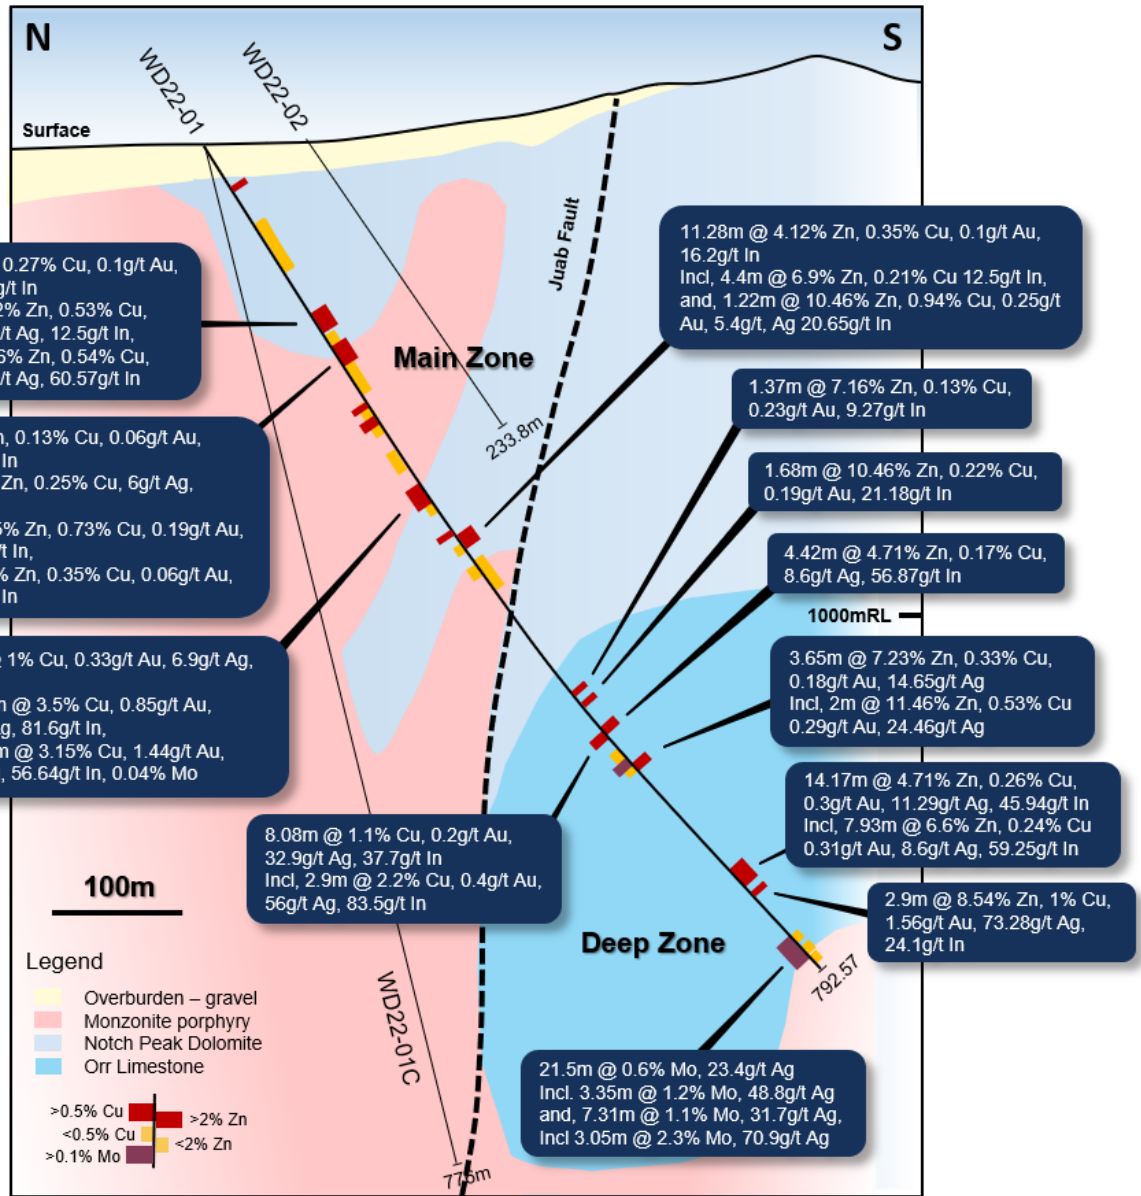 N
S
WD22-01
WD22-02
Surface
Juab Fault
11.28m @ 4.12% Zn, 0.35% Cu, 0.1g/t Au,
16.2g/t In
Incl, 4.4m @ 6.9% Zn, 0.21% Cu 12.5g/t In,
and, 1.22m @ 10.46% Zn, 0.94% Cu, 0.25g/t
Au, 5.4g/t, Ag 20.65g/t In
0.27% Cu, 0.1g/t Au,
g/t In
2% Zn, 0.53% Cu,
/t Ag, 12.5g/t In,
6% Zn, 0.54% Cu,
/t Ag, 60.57g/t In
Main Zone
1.37m @ 7.16% Zn, 0.13% Cu,
0.23g/t Au, 9.27g/t In
233.8m
n, 0.13% Cu, 0.06g/t Au,
In
Zn, 0.25% Cu, 6g/t Ag,
5% Zn, 0.73% Cu, 0.19g/t Au,
/t In,
% Zn, 0.35% Cu, 0.06g/t Au,
In
1.68m @ 10.46% Zn, 0.22% Cu,
0.19g/t Au, 21.18g/t In
4.42m @ 4.71% Zn, 0.17% Cu,
8.6g/t Ag, 56.87g/t In
1000mRL
@ 1% Cu, 0.33g/t Au, 6.9g/t Ag,
m @ 3.5% Cu, 0.85g/t Au,
Ag, 81.6g/t In,
m @ 3.15% Cu, 1.44g/t Au,
, 56.64g/t In, 0.04% Mo
3.65m @ 7.23% Zn, 0.33% Cu,
0.18g/t Au, 14.65g/t Ag
Incl, 2m @ 11.46% Zn, 0.53% Cu
0.29g/t Au, 24.46g/t Ag
14.17m @ 4.71% Zn, 0.26% Cu,
0.3g/t Au, 11.29g/t Ag, 45.94g/t In
Incl, 7.93m @ 6.6% Zn, 0.24% Cu
0.31g/t Au, 8.6g/t Ag, 59.25g/t In
8.08m @ 1.1% Cu, 0.2g/t Au,
32.9g/t Ag, 37.7g/t In
Incl, 2.9m @ 2.2% Cu, 0.4g/t Au,
56g/t Ag, 83.5g/t In
2.9m @ 8.54% Zn, 1% Cu,
1.56g/t Au, 73.28g/t Ag,
24.1g/t In
100m
Deep Zone
792.57
Legend
Overburden – gravel
Monzonite porphyry
Notch Peak Dolomite
Orr Limestone
WD22-01C
>0.5% Cu
>2% Zn
<0.5% Cu
<2% Zn
>0.1% Mo
21.5m @ 0.6% Mo, 23.4g/t Ag
Incl. 3.35m @ 1.2% Mo, 48.8g/t Ag
and, 7.31m @ 1.1% Mo, 31.7g/t Ag,
Incl 3.05m @ 2.3% Mo, 70.9g/t Ag
776m